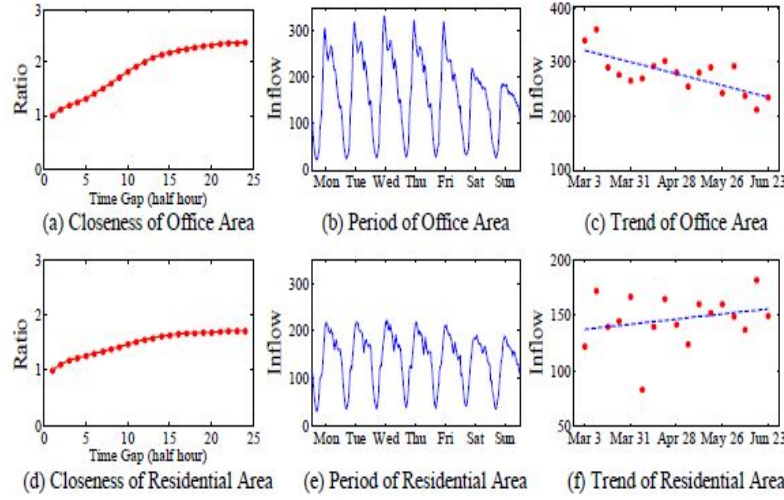 3
2
1
0
Ratio
0 5 10 15 20 25
Time Gap (half hour)
(a) Closeness of Office Area
300
200
100
0
Inflow
Mon Tue Wed Thu Fri Sat Sun
(b) Period of Office Area
400
300
200
100
Inflow
Mar 3 Mar 31 Apr 28 May 26 Jun 23
(c) Trend of Office Area
3
2
1
0
Ratio
0 5 10 15 20 25
Time Gap (half hour)
(d) Closeness of Residential Area
300
200
100
0
Inflow
Mon Tue Wed Thu Fri Sat Sun
(e) Period of Residential Area
200
150
100
50
Inflow
Mar 3 Mar 31 Apr 28 May 26 Jun 23
(f) Trend of Residential Area